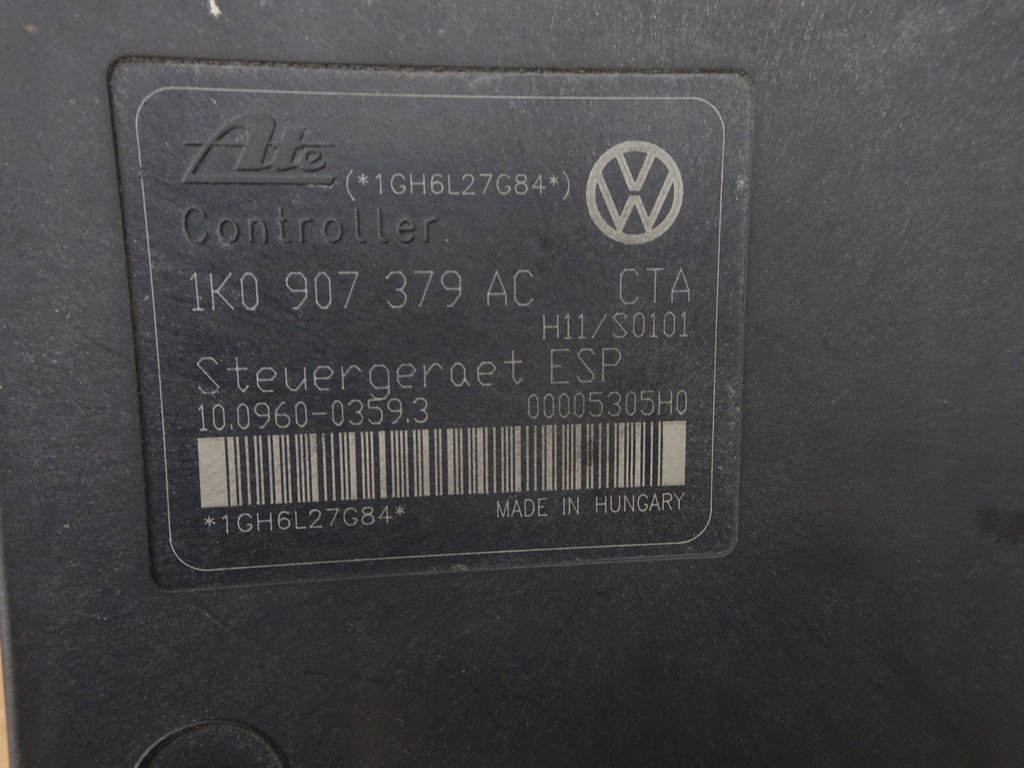 Ate
(*1GH6L27G84*)
Controller
1K0 907 379 AC CTA
H11/S0101
Steuergeraet ESP
10.0960-0359.3 00005305H0
*1GH6L27G84*
MADE IN HUNGARY